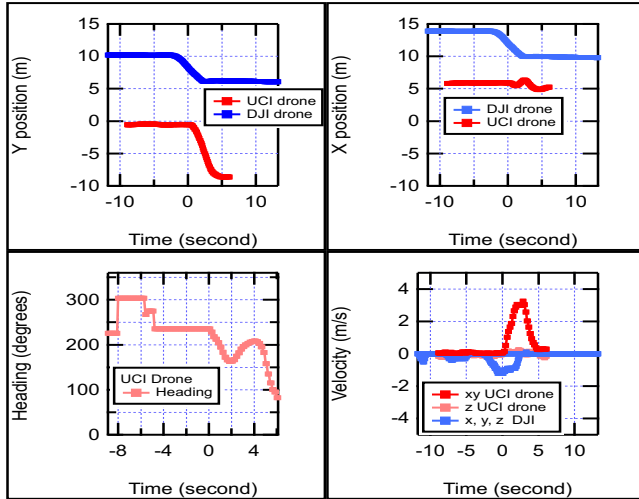 Y position (m)
15
10
5
0
-5
-10
UCI drone
DJI drone
-10
0
10
Time (second)
X position (m)
15
10
5
0
-5
-10
DJI drone
UCI drone
-10
0
10
Time (second)
Heading (degrees)
300
200
100
0
UCI Drone
Heading
-8
-4
0
4
Time (second)
Velocity (m/s)
4
2
0
-2
-4
xy UCI drone
z UCI drone
x, y, z DJI
-10
-5
0
5
10
Time (second)